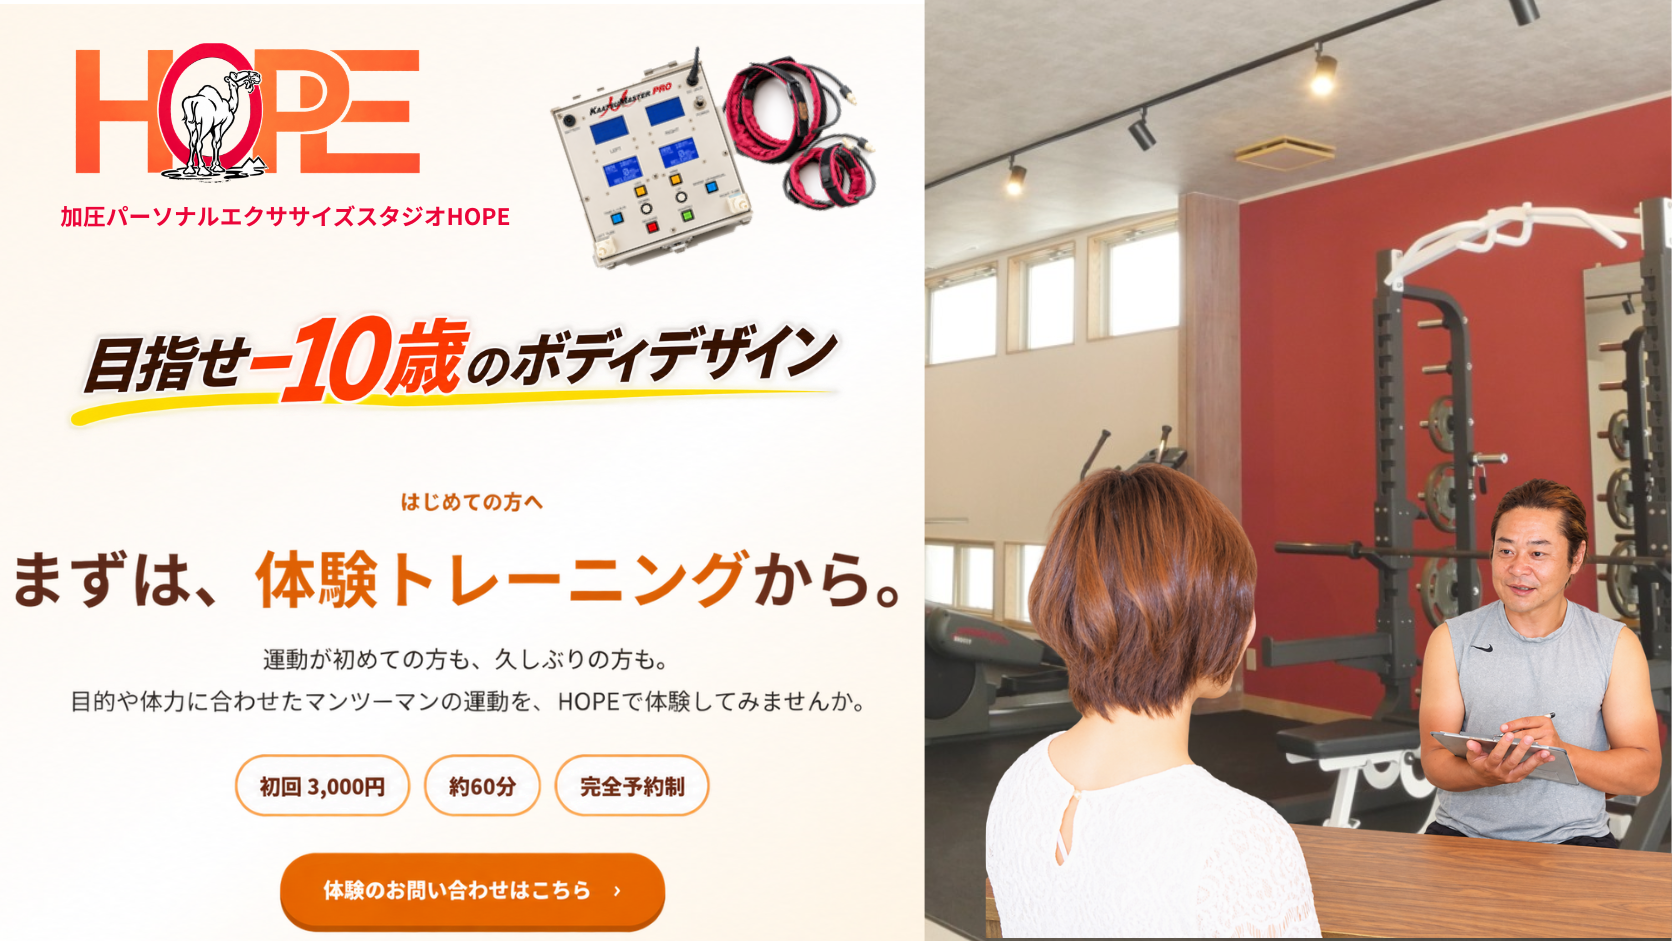 HOPE
加圧パーソナルエクササイズスタジオHOPE
KAATSU MASTER PRO
LEFT
RIGHT
目指せ-10歳のボディデザイン
はじめての方へ
まずは、体験トレーニングから。
運動が初めての方も、久しぶりの方も。
目的や体力に合わせたマンツーマンの運動を、HOPEで体験してみませんか。
初回 3,000円
約60分
完全予約制
体験のお問い合わせはこちら ›